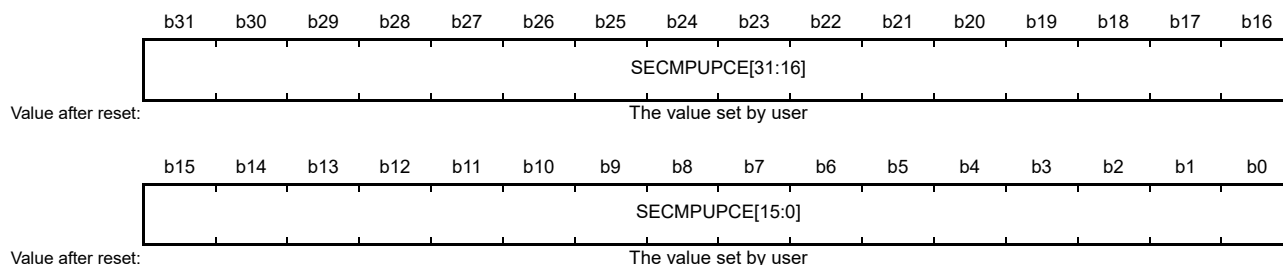 b31 b30 b29 b28 b27 b26 b25 b24 b23 b22 b21 b20 b19 b18 b17 b16
SECMPUPCE[31:16]
Value after reset: The value set by user
b15 b14 b13 b12 b11 b10 b9 b8 b7 b6 b5 b4 b3 b2 b1 b0
SECMPUPCE[15:0]
Value after reset: The value set by user